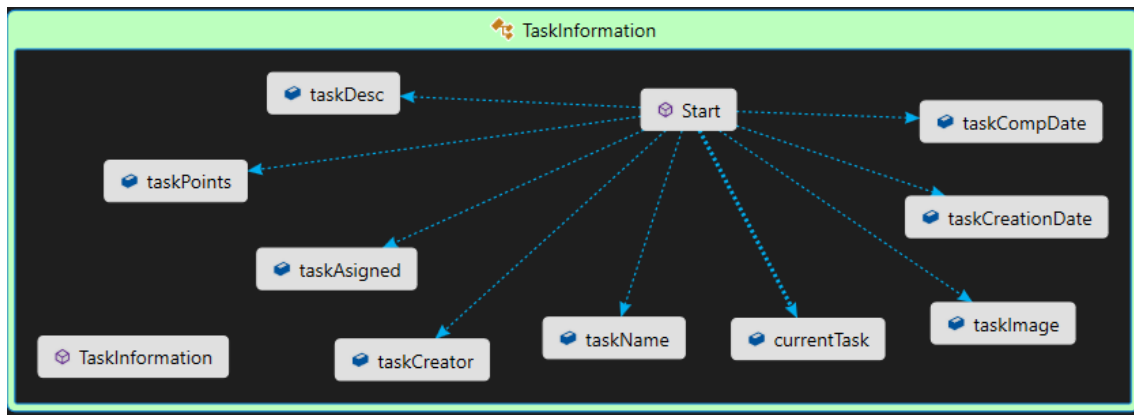 TaskInformation
taskDesc
Start
taskCompDate
taskPoints
taskCreationDate
taskAsigned
taskImage
taskName
currentTask
TaskInformation
taskCreator